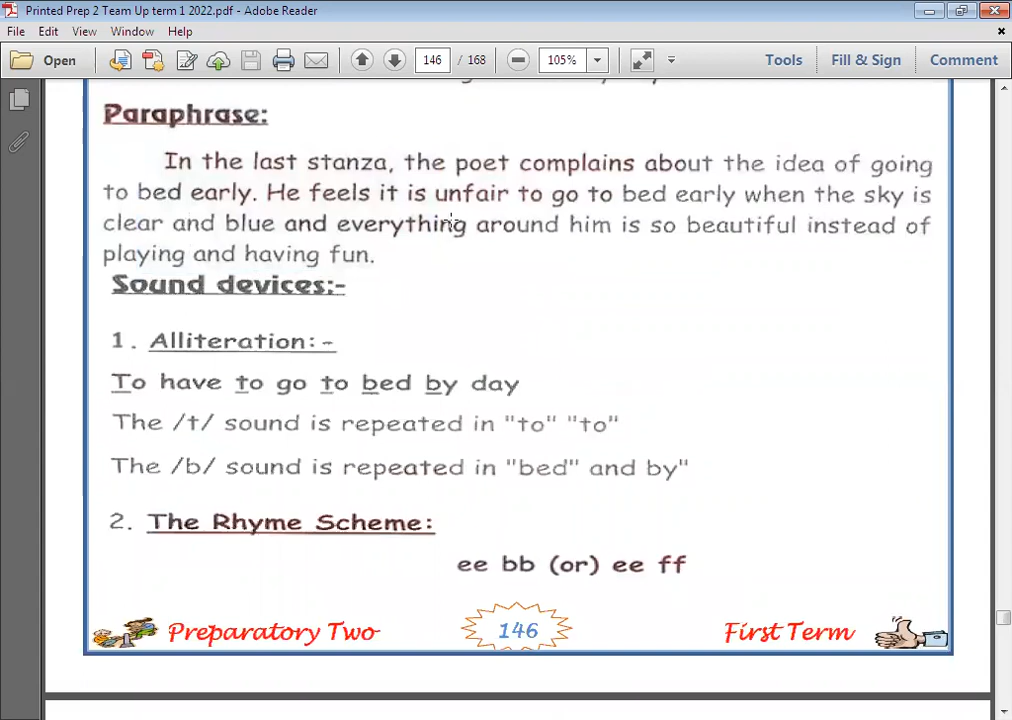 Printed Prep 2 Team Up term 1 2022.pdf - Adobe Reader
File Edit View Window Help
Open 146 / 168 105% Tools Fill & Sign Comment
Paraphrase:
In the last stanza, the poet complains about the idea of going
to bed early. He feels it is unfair to go to bed early when the sky is
clear and blue and everything around him is so beautiful instead of
playing and having fun.
Sound devices:-
1. Alliteration:-
To have to go to bed by day
The /t/ sound is repeated in "to" "to"
The /b/ sound is repeated in "bed" and by"
2. The Rhyme Scheme:
ee bb (or) ee ff
Preparatory Two 146 First Term